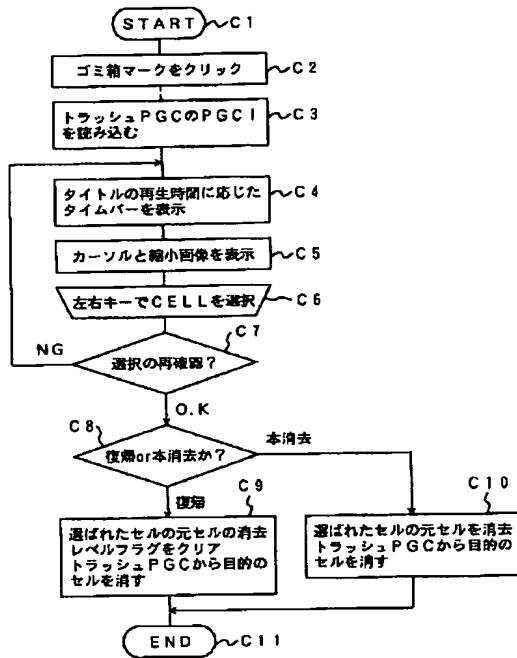 START
C1
ゴミ箱マークをクリック
C2
トラッシュPGCのPGCI
を読み込む
C3
タイトルの再生時間に応じた
タイムバーを表示
C4
カーソルと縮小画像を表示
C5
左右キーでCELLを選択
C6
C7
NG
選択の再確認?
O.K
C8
本消去
復帰or本消去か?
復帰
C9
C10
選ばれたセルの元セルの消去
レベルフラグをクリア
トラッシュPGCから目的の
セルを消す
選ばれたセルの元セルを消去
トラッシュPGCから目的の
セルを消す
END
C11